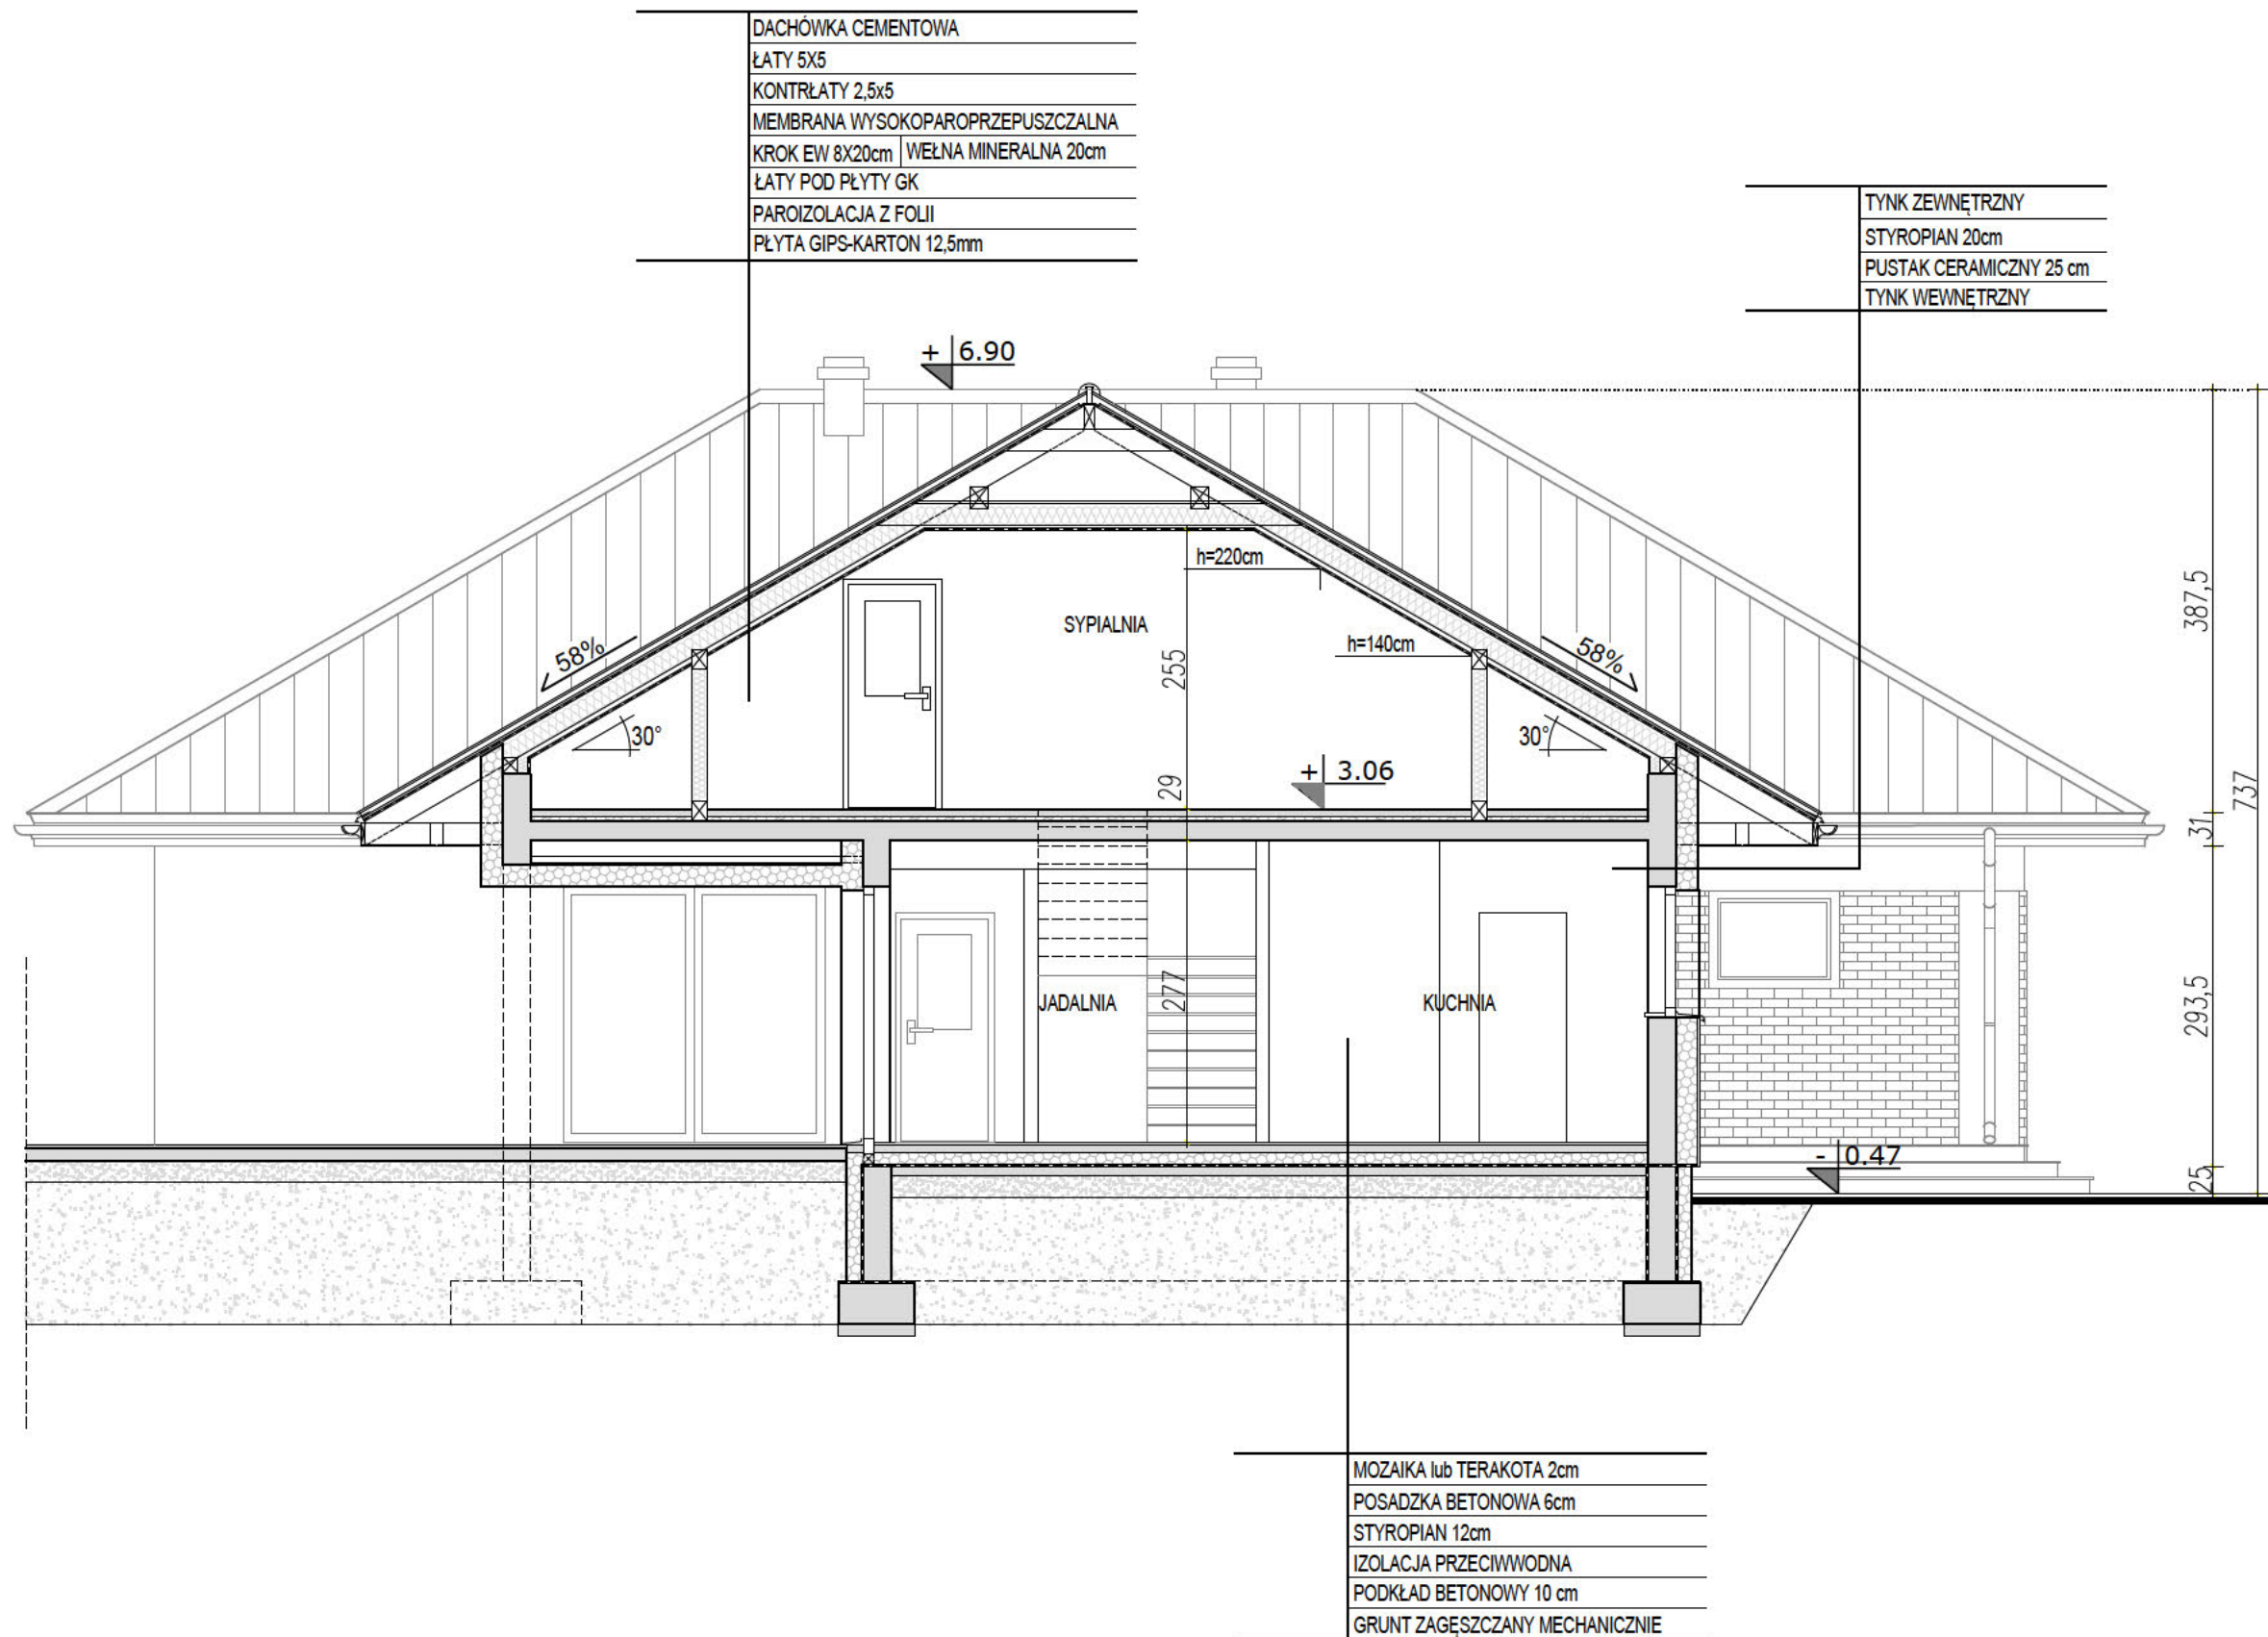 DACHÓWKA CEMENTOWA
ŁATY 5X5
KONTRŁATY 2,5x5
MEMBRANA WYSOKOPAROPRZEPUSZCZALNA
KROK EW 8X20cm WEŁNA MINERALNA 20cm
ŁATY POD PŁYTY GK
PAROIZOLACJA Z FOLII
PŁYTA GIPS-KARTON 12,5mm
TYNK ZEWNĘTRZNY
STYROPIAN 20cm
PUSTAK CERAMICZNY 25 cm
TYNK WEWNĘTRZNY
+ 6.90
h=220cm
SYPIALNIA
h=140cm
58%
58%
255
387,5
30°
30°
+ 3.06
29
737
31
JADALNIA
277
KUCHNIA
293,5
- 0.47
25
MOZAIKA lub TERAKOTA 2cm
POSADZKA BETONOWA 6cm
STYROPIAN 12cm
IZOLACJA PRZECIWWODNA
PODKŁAD BETONOWY 10 cm
GRUNT ZAGĘSZCZANY MECHANICZNIE